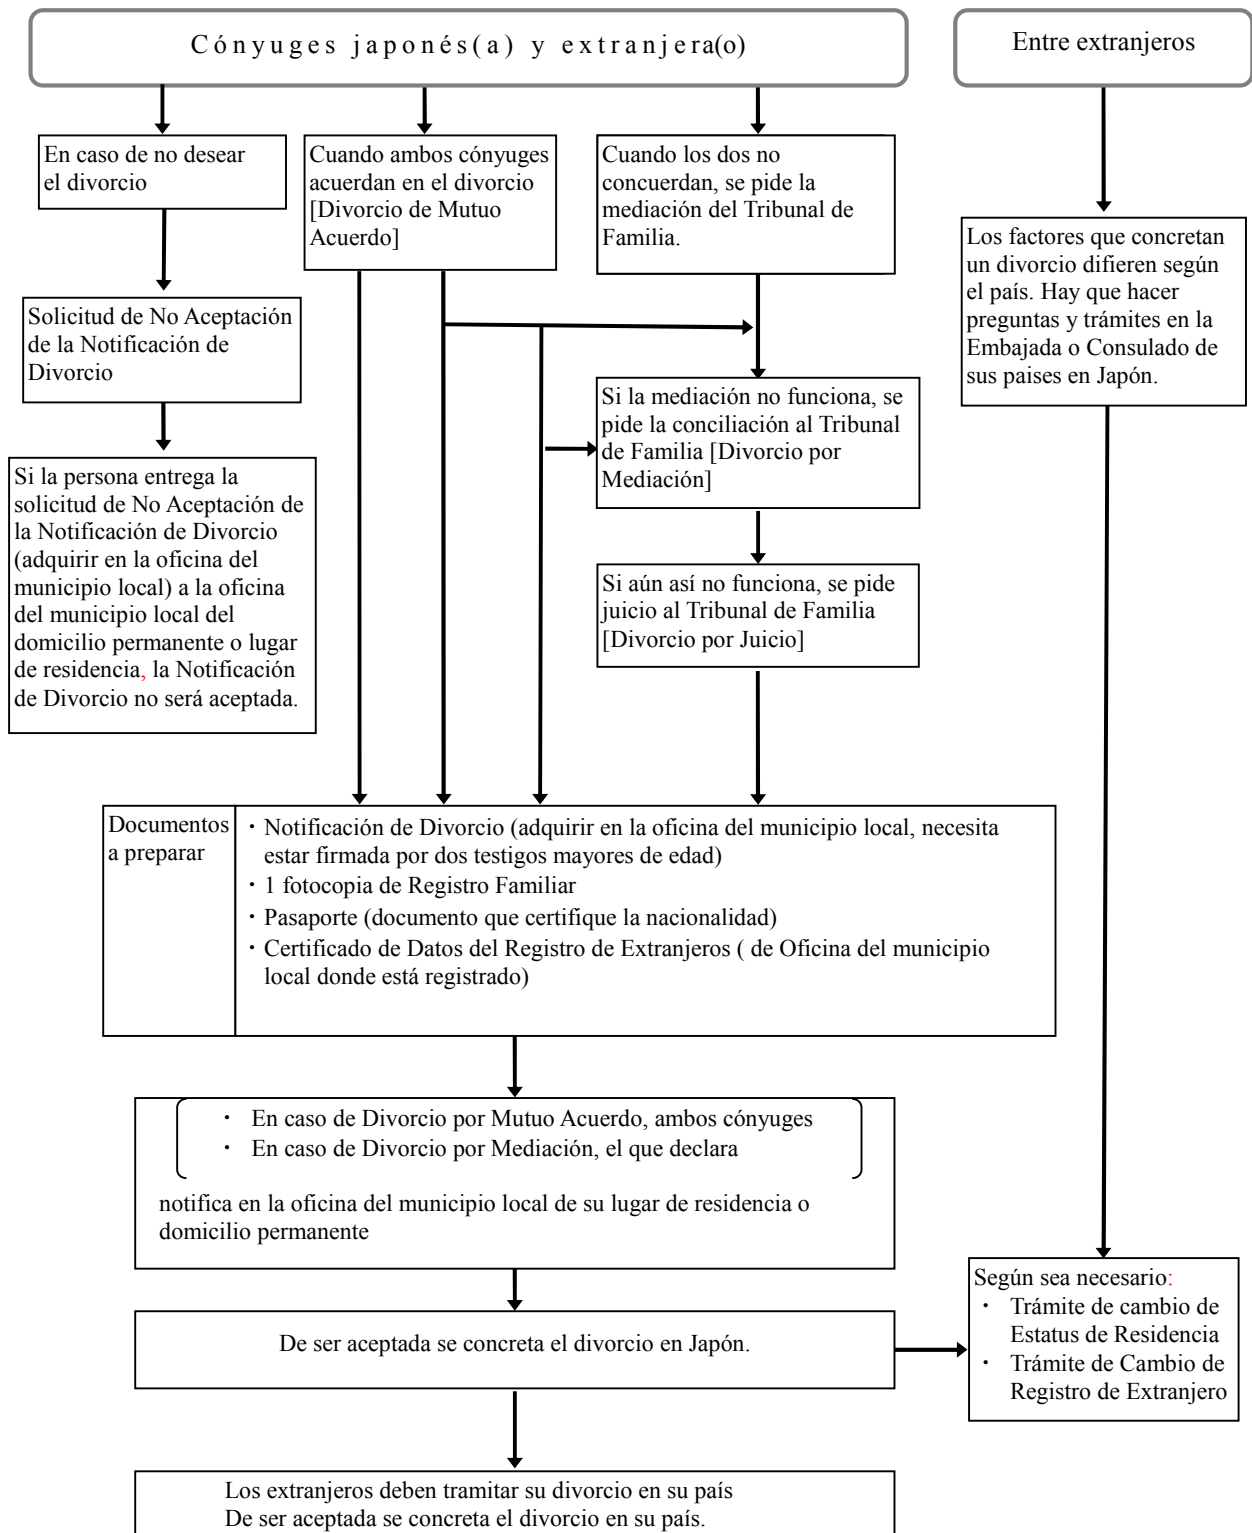 Cónyuges japonés(a) y extranjera(o)
Entre extranjeros
En caso de no desear
el divorcio
Cuando ambos cónyuges
acuerdan en el divorcio
[Divorcio de Mutuo
Acuerdo]
Cuando los dos no
concuerdan, se pide la
mediación del Tribunal de
Familia.
Los factores que concretan
un divorcio difieren según
el país. Hay que hacer
preguntas y trámites en la
Embajada o Consulado de
sus paises en Japón.
Solicitud de No Aceptación
de la Notificación de
Divorcio
Si la mediación no funciona, se
pide la conciliación al Tribunal
de Familia [Divorcio por
Mediación]
Si la persona entrega la
solicitud de No Aceptación de
la Notificación de Divorcio
(adquirir en la oficina del
municipio local) a la oficina
del municipio local del
domicilio permanente o lugar
de residencia, la Notificación
de Divorcio no será aceptada.
Si aún así no funciona, se pide
juicio al Tribunal de Familia
[Divorcio por Juicio]
Documentos
a preparar
・Notificación de Divorcio (adquirir en la oficina del municipio local, necesita
estar firmada por dos testigos mayores de edad)
・1 fotocopia de Registro Familiar
・Pasaporte (documento que certifique la nacionalidad)
・Certificado de Datos del Registro de Extranjeros ( de Oficina del municipio
local donde está registrado)
・ En caso de Divorcio por Mutuo Acuerdo, ambos cónyuges
・ En caso de Divorcio por Mediación, el que declara
notifica en la oficina del municipio local de su lugar de residencia o
domicilio permanente
Según sea necesario:
・ Trámite de cambio de
Estatus de Residencia
・ Trámite de Cambio de
Registro de Extranjero
De ser aceptada se concreta el divorcio en Japón.
Los extranjeros deben tramitar su divorcio en su país
De ser aceptada se concreta el divorcio en su país.